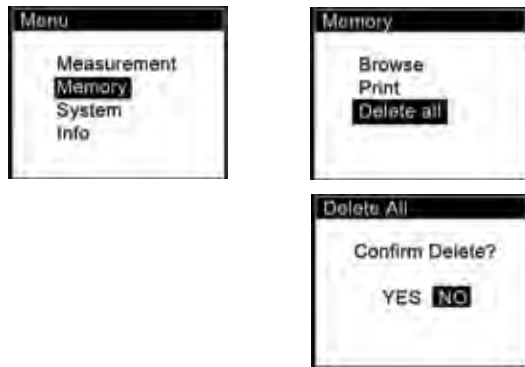 Menu
Measurement
Memory
System
Info
Memory
Browse
Print
Delete all
Delete All
Confirm Delete?
YES NO